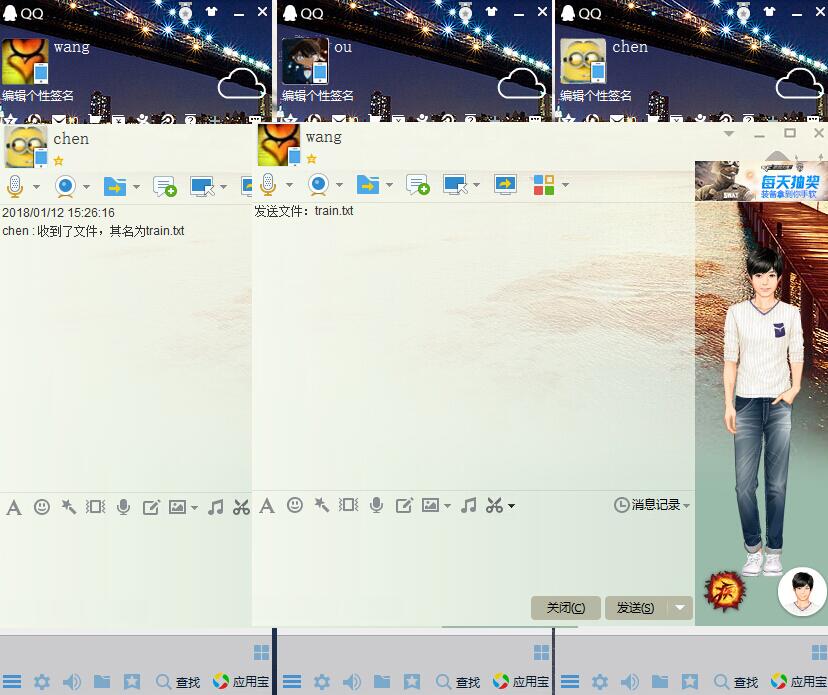 QQ
QQ
QQ
wang
ou
chen
编辑个性签名
编辑个性签名
编辑个性签名
chen
wang
2018/01/12 15:26:16
chen : 收到了文件，其名为train.txt
发送文件：train.txt
SWAT
每天抽奖
装备拿到你手软
消息记录
关闭(C)
发送(S)
查找
应用宝
查找
应用宝
查找
应用宝